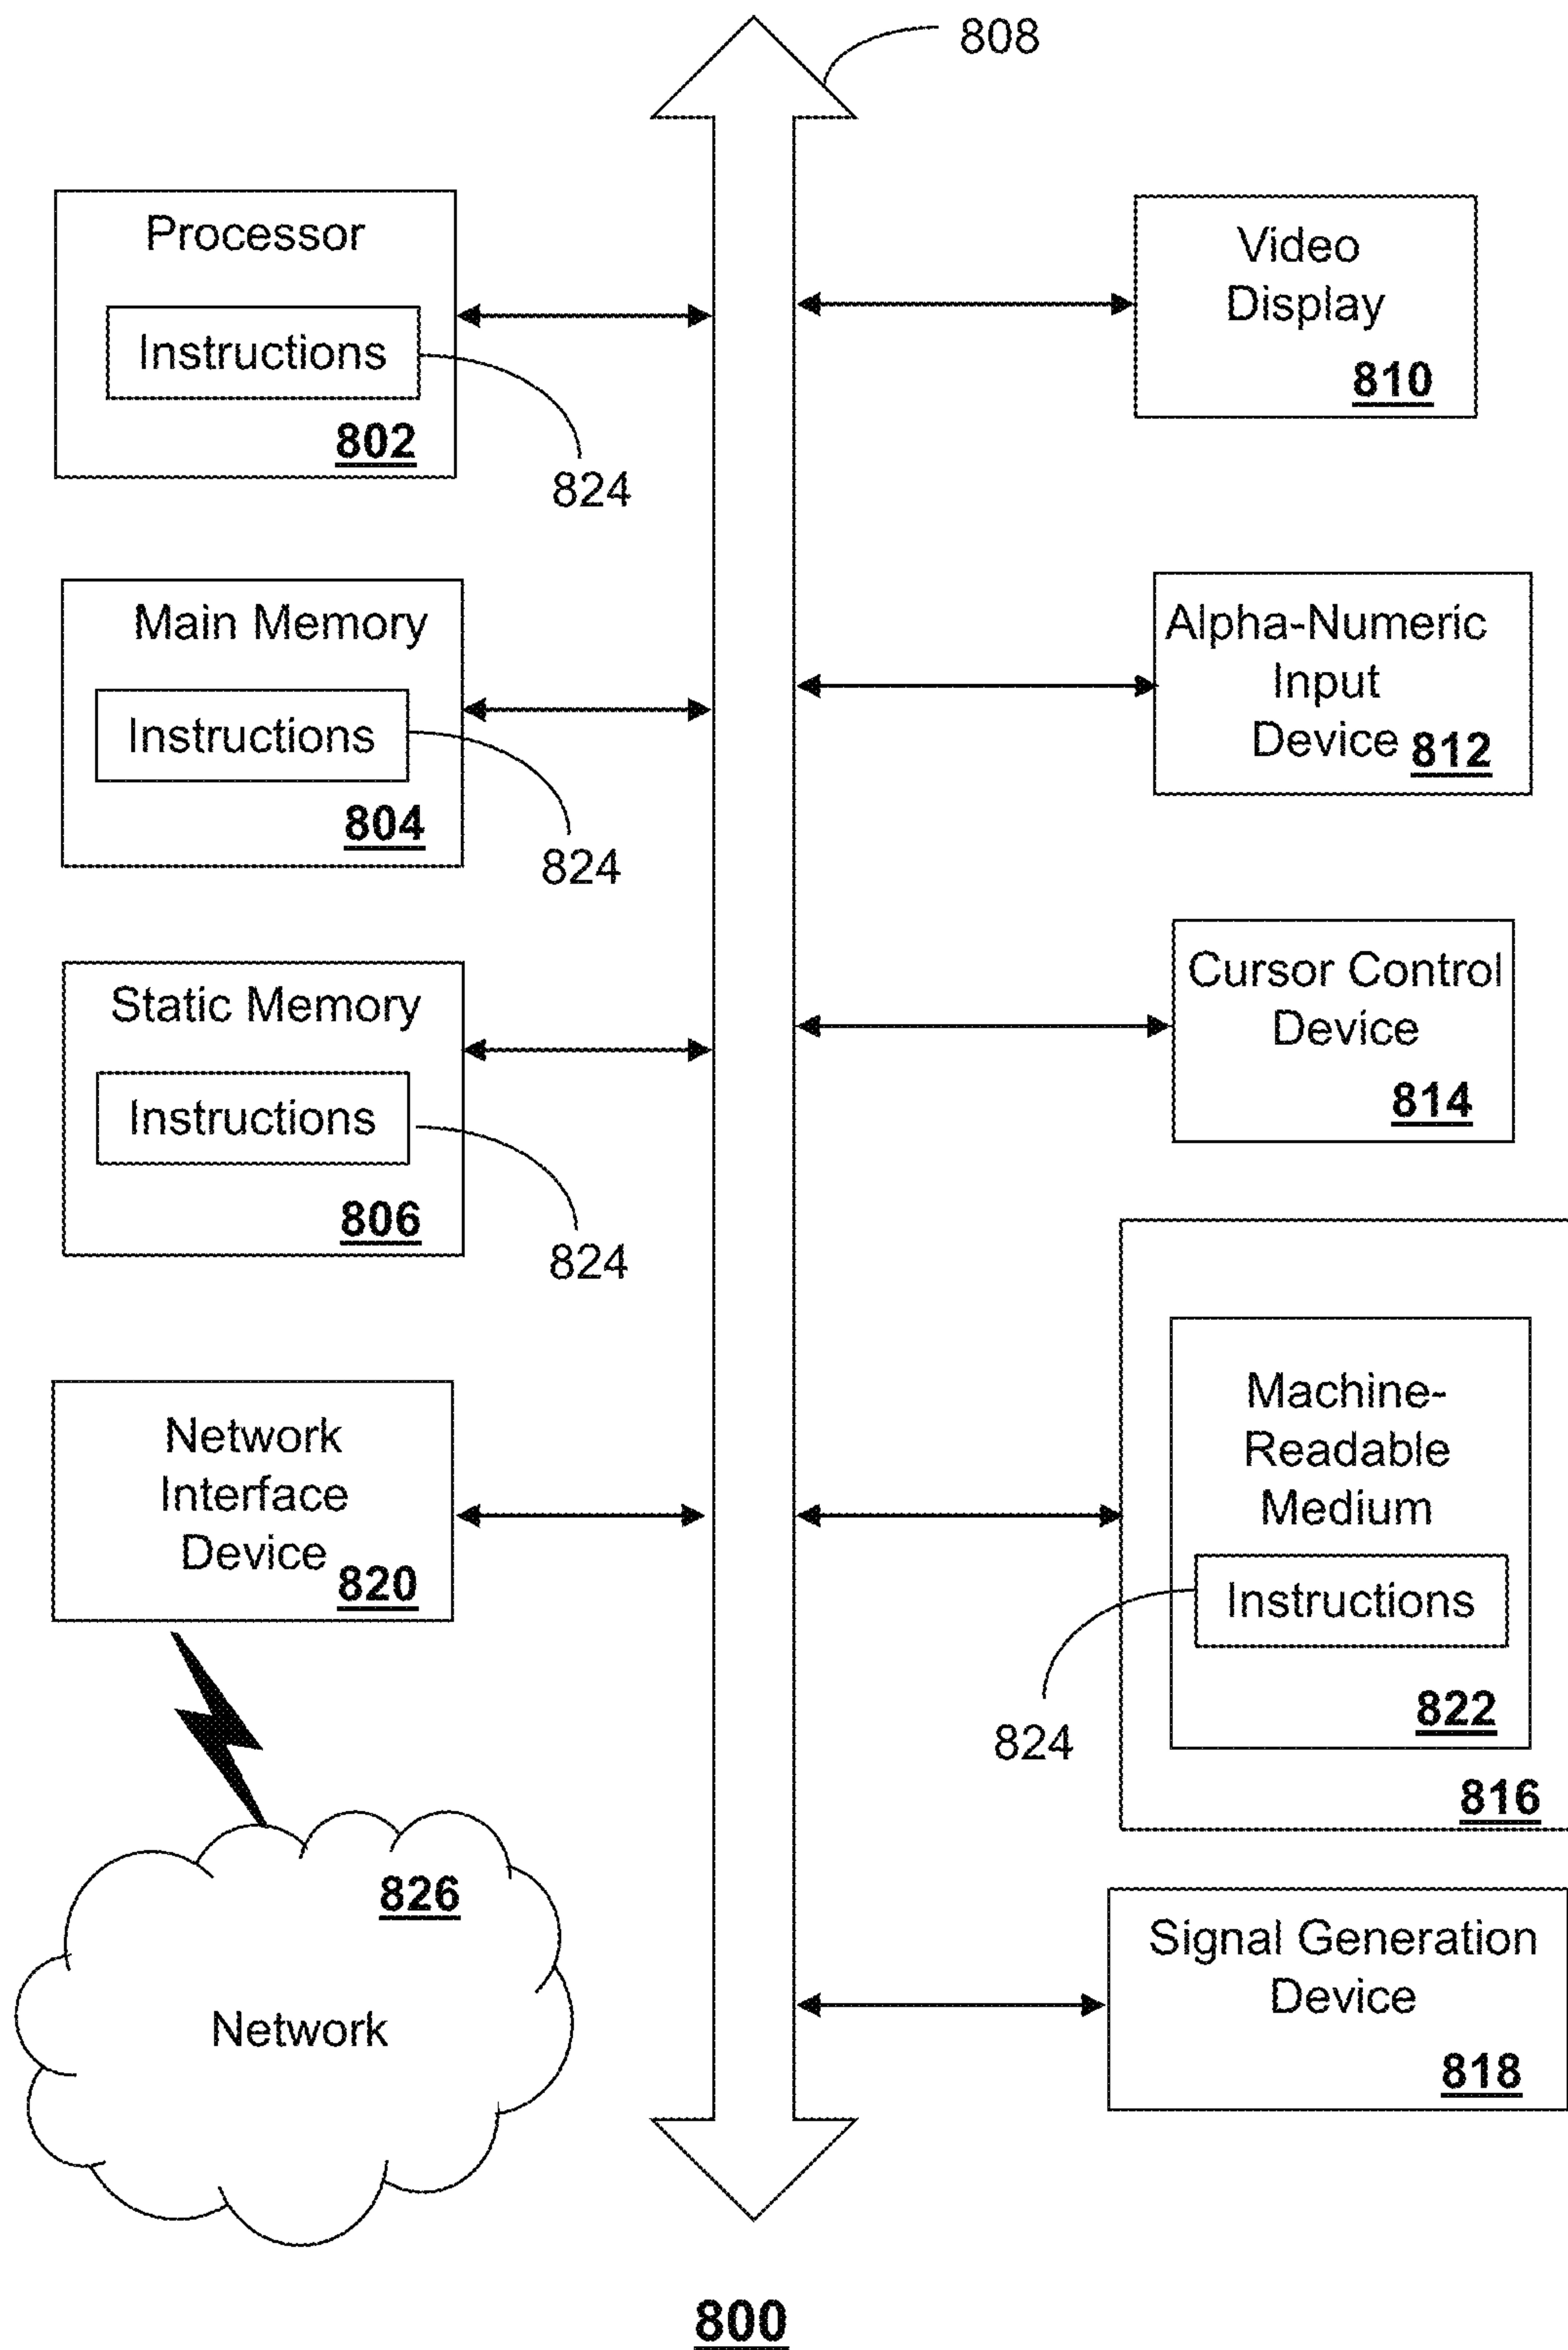 808
Processor
Instructions
802
824
Main Memory
Instructions
804
824
Static Memory
Instructions
806
824
Network
Interface
Device 820
826
Network
Video
Display
810
Alpha-Numeric
Input
Device 812
Cursor Control
Device
814
Machine-
Readable
Medium
Instructions
824
822
816
Signal Generation
Device
818
800